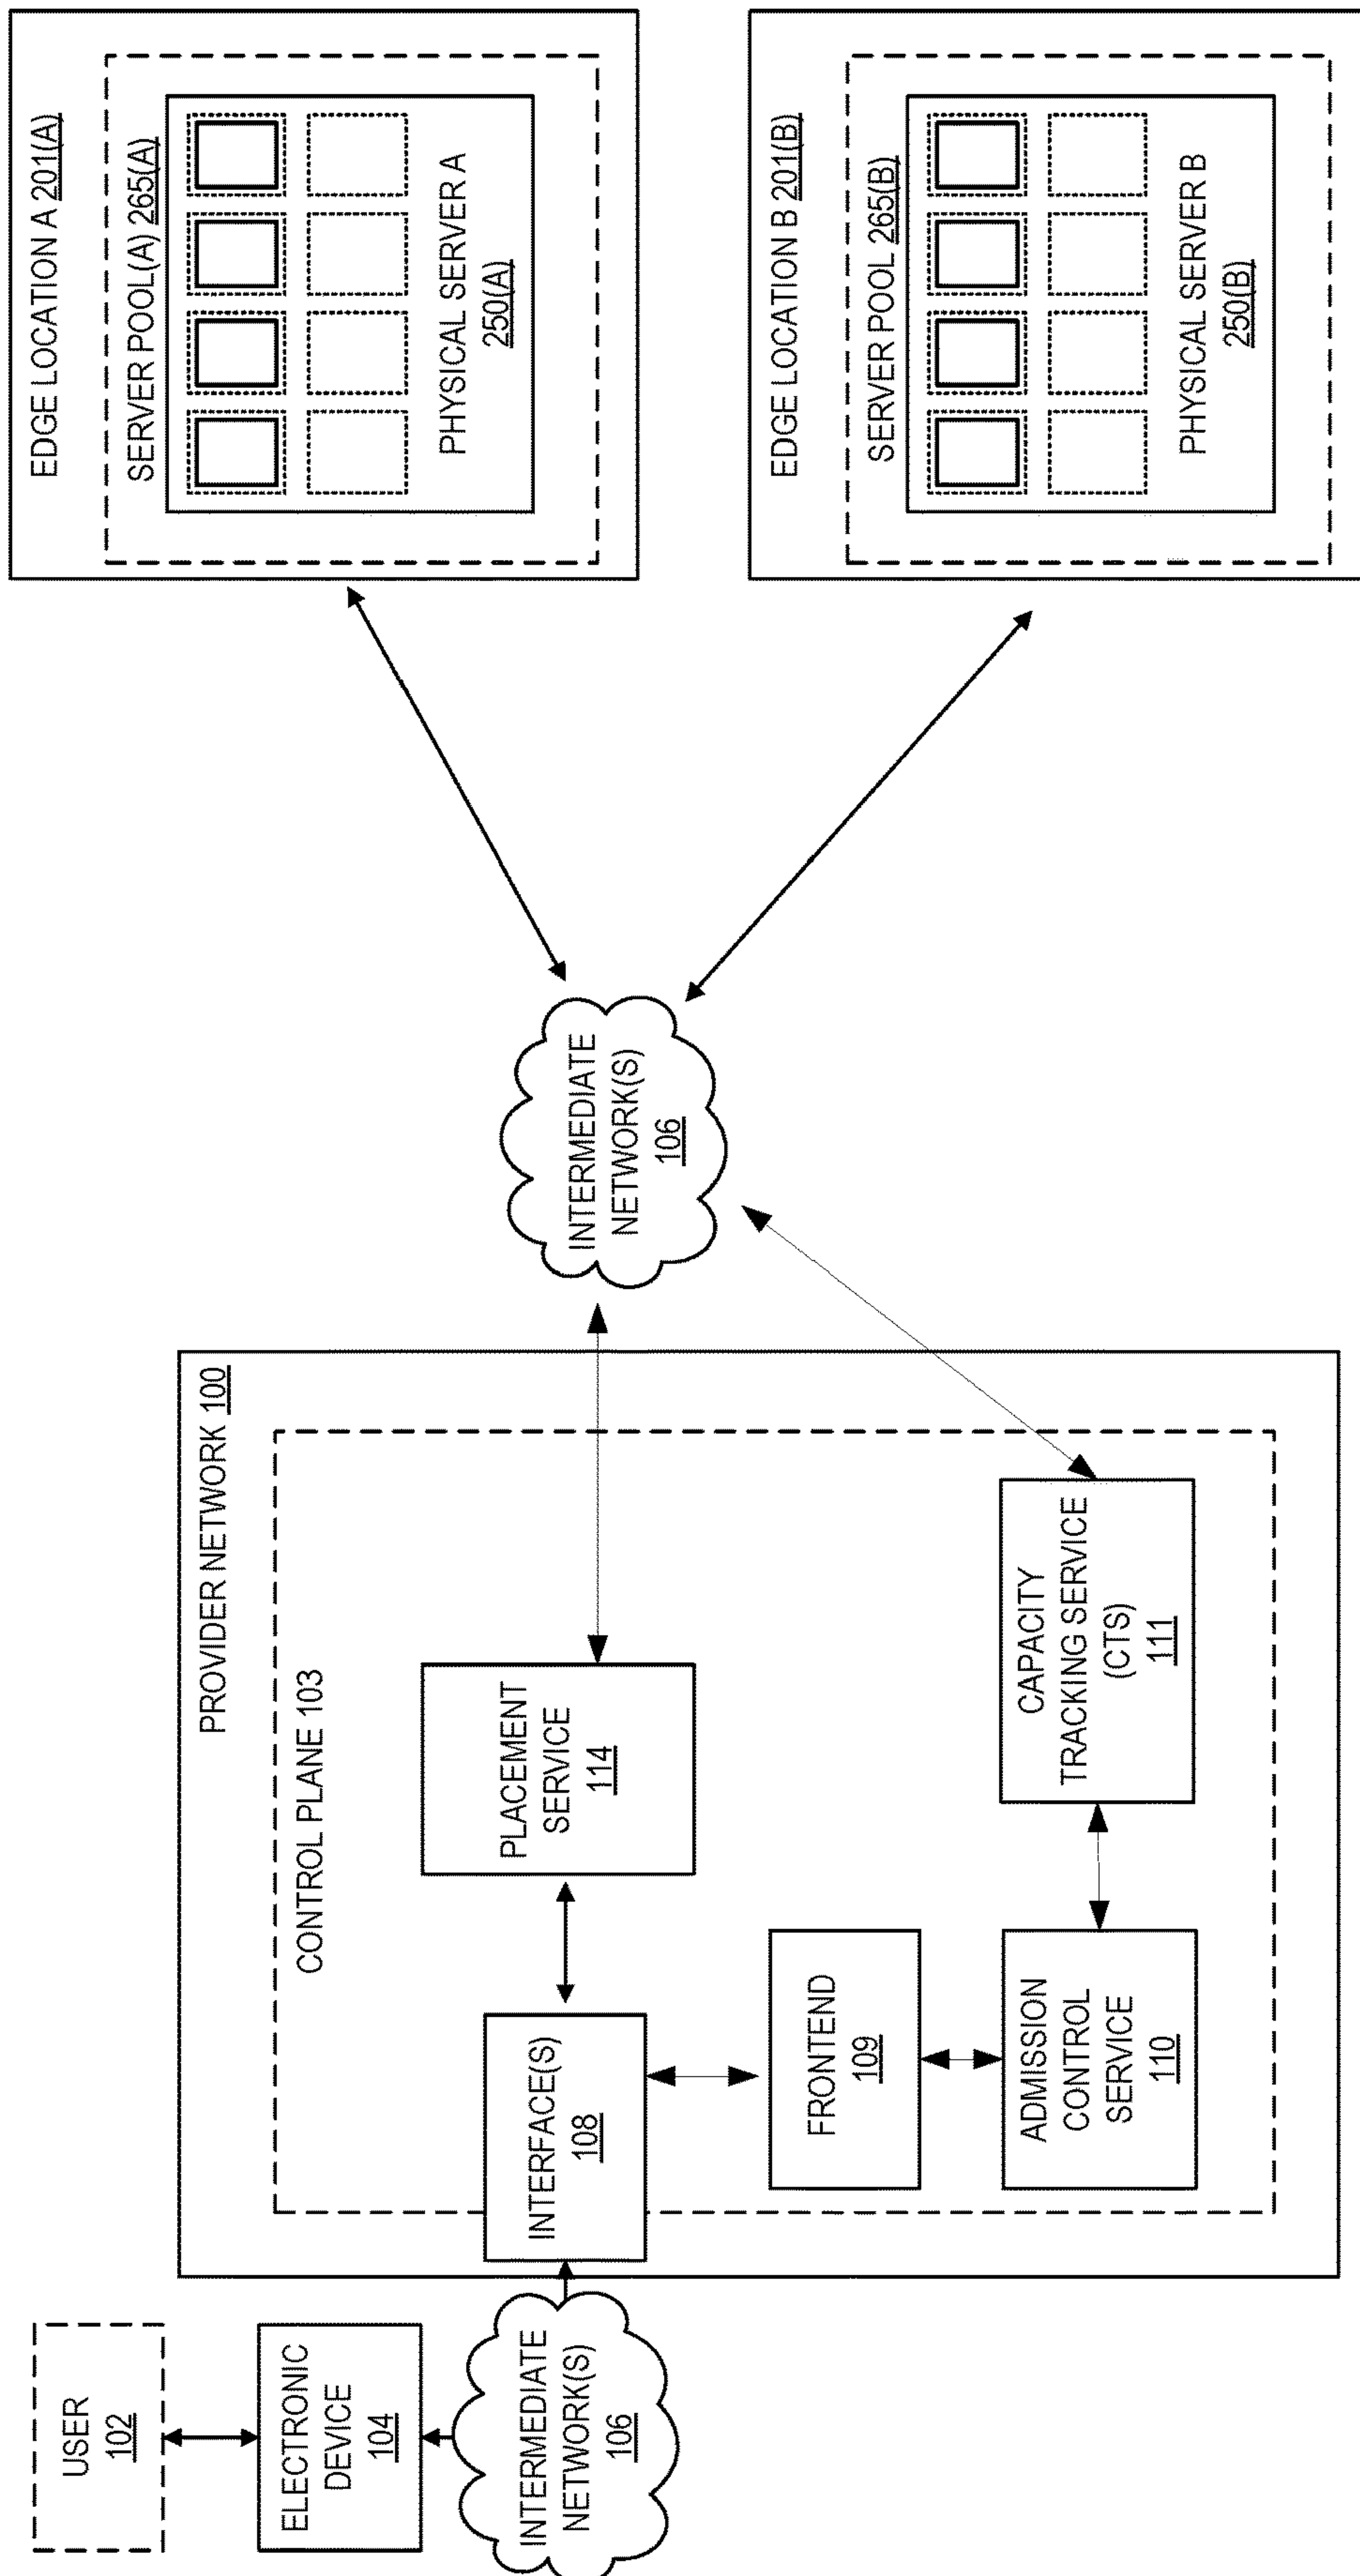 USER
102
ELECTRONIC
DEVICE
104
INTERMEDIATE
NETWORK(S)
106
PROVIDER NETWORK 100
CONTROL PLANE 103
INTERFACE(S)
108
PLACEMENT
SERVICE
114
FRONTEND
109
ADMISSION
CONTROL
SERVICE
110
CAPACITY
TRACKING SERVICE
(CTS)
111
INTERMEDIATE
NETWORK(S)
106
EDGE LOCATION A 201(A)
SERVER POOL(A) 265(A)
PHYSICAL SERVER A
250(A)
EDGE LOCATION B 201(B)
SERVER POOL 265(B)
PHYSICAL SERVER B
250(B)